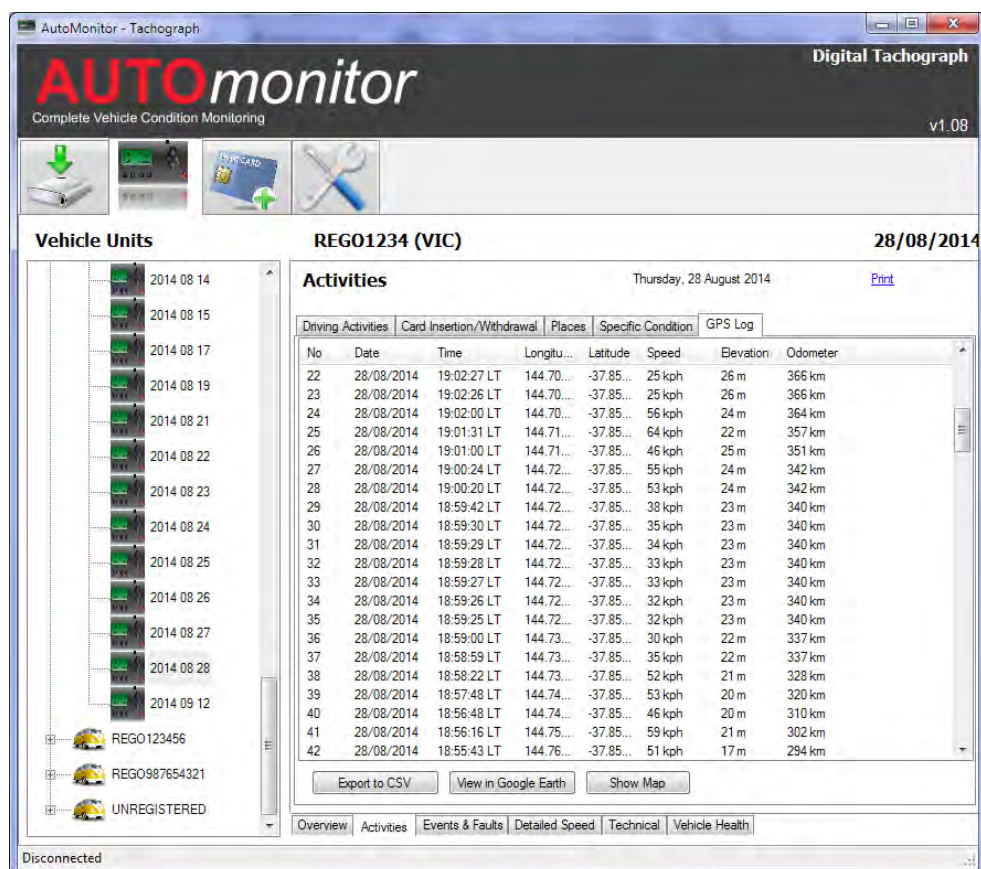 AutoMonitor - Tachograph
Digital Tachograph
AUTOmonitor
Complete Vehicle Condition Monitoring
v1.08
Vehicle Units
REGO1234 (VIC)
28/08/2014
2014 08 14
2014 08 15
2014 08 17
2014 08 19
2014 08 21
2014 08 22
2014 08 23
2014 08 24
2014 08 25
2014 08 26
2014 08 27
2014 08 28
2014 09 12
REGO123456
REGO987654321
UNREGISTERED
Activities
Thursday, 28 August 2014
Print
Driving Activities Card Insertion/Withdrawal Places Specific Condition GPS Log
No Date Time Longitu... Latitude Speed Elevation Odometer
22 28/08/2014 19:02:27 LT 144.70... -37.85... 25 kph 26 m 366 km
23 28/08/2014 19:02:26 LT 144.70... -37.85... 25 kph 26 m 366 km
24 28/08/2014 19:02:00 LT 144.70... -37.85... 56 kph 24 m 364 km
25 28/08/2014 19:01:31 LT 144.71... -37.85... 64 kph 22 m 357 km
26 28/08/2014 19:01:00 LT 144.71... -37.85... 46 kph 25 m 351 km
27 28/08/2014 19:00:24 LT 144.72... -37.85... 55 kph 24 m 342 km
28 28/08/2014 19:00:20 LT 144.72... -37.85... 53 kph 24 m 342 km
29 28/08/2014 18:59:42 LT 144.72... -37.85... 38 kph 23 m 340 km
30 28/08/2014 18:59:30 LT 144.72... -37.85... 35 kph 23 m 340 km
31 28/08/2014 18:59:29 LT 144.72... -37.85... 34 kph 23 m 340 km
32 28/08/2014 18:59:28 LT 144.72... -37.85... 33 kph 23 m 340 km
33 28/08/2014 18:59:27 LT 144.72... -37.85... 33 kph 23 m 340 km
34 28/08/2014 18:59:26 LT 144.72... -37.85... 32 kph 23 m 340 km
35 28/08/2014 18:59:25 LT 144.72... -37.85... 32 kph 23 m 340 km
36 28/08/2014 18:59:00 LT 144.73... -37.85... 30 kph 22 m 337 km
37 28/08/2014 18:58:59 LT 144.73... -37.85... 35 kph 22 m 337 km
38 28/08/2014 18:58:22 LT 144.73... -37.85... 52 kph 21 m 328 km
39 28/08/2014 18:57:48 LT 144.74... -37.85... 53 kph 20 m 320 km
40 28/08/2014 18:56:48 LT 144.74... -37.85... 46 kph 20 m 310 km
41 28/08/2014 18:56:16 LT 144.75... -37.85... 59 kph 21 m 302 km
42 28/08/2014 18:55:43 LT 144.76... -37.85... 51 kph 17 m 294 km
Export to CSV View in Google Earth Show Map
Overview Activities Events & Faults Detailed Speed Technical Vehicle Health
Disconnected